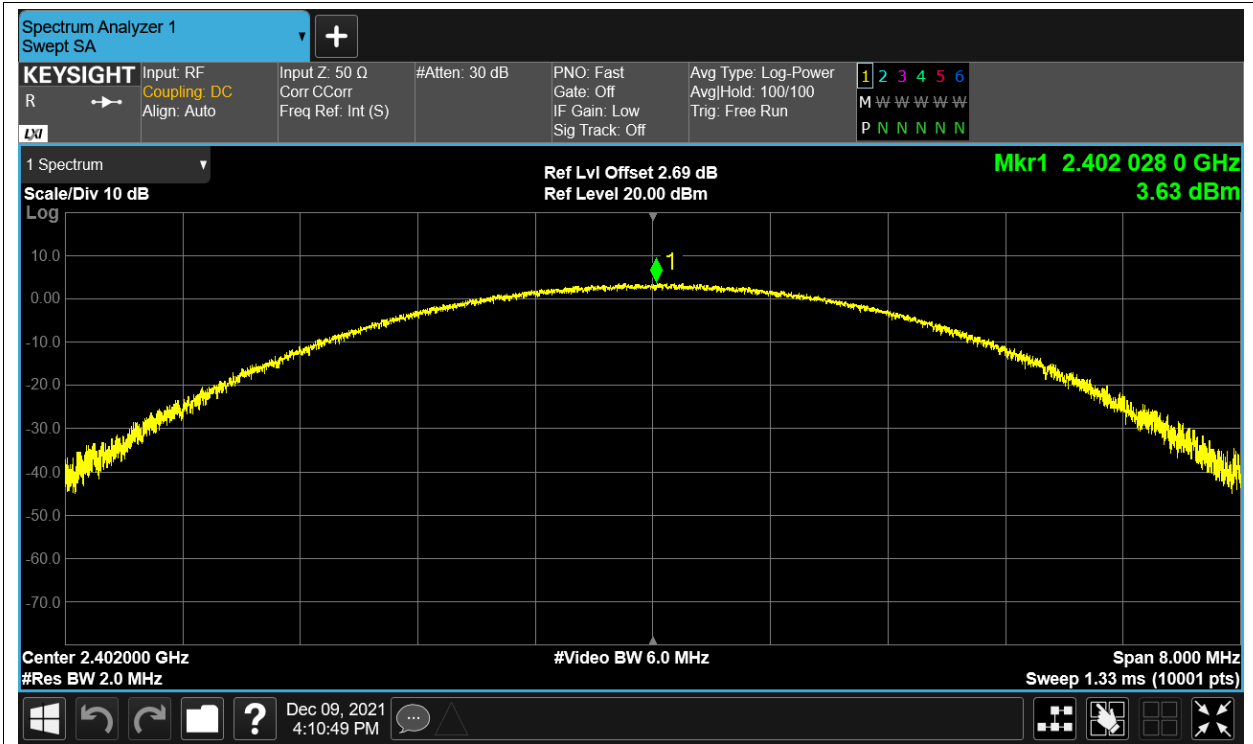 Spectrum Analyzer 1
Swept SA
+
KEYSIGHT
R
LXI
Input: RF
Coupling: DC
Align: Auto
Input Z: 50 Ω
Corr CCorr
Freq Ref: Int (S)
#Atten: 30 dB
PNO: Fast
Gate: Off
IF Gain: Low
Sig Track: Off
Avg Type: Log-Power
Avg|Hold: 100/100
Trig: Free Run
1 2 3 4 5 6
M W W W W W
P N N N N N
1 Spectrum
Scale/Div 10 dB
Ref Lvl Offset 2.69 dB
Ref Level 20.00 dBm
Mkr1 2.402 028 0 GHz
3.63 dBm
Log
10.0
0.00
-10.0
-20.0
-30.0
-40.0
-50.0
-60.0
-70.0
1
Center 2.402000 GHz
#Res BW 2.0 MHz
#Video BW 6.0 MHz
Span 8.000 MHz
Sweep 1.33 ms (10001 pts)
?
Dec 09, 2021
4:10:49 PM